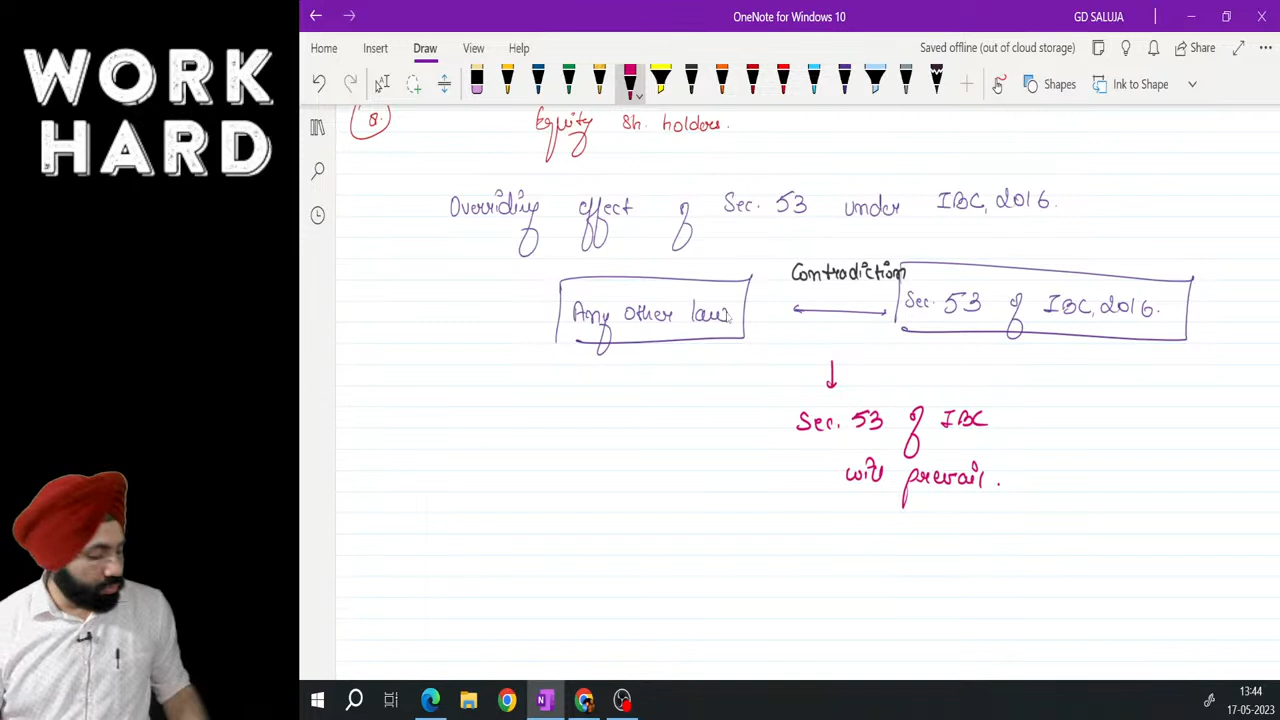 WORK
HARD
OneNote for Windows 10
GD SALUJA
Home Insert Draw View Help
Saved offline (out of cloud storage)
Share
Shapes
Ink to Shape
8.
Equity Sh. holders.
Overriding effect of Sec. 53 under IBC, 2016.
Contradiction
Any other law
Sec. 53 of IBC, 2016.
Sec. 53 of IBC
will prevail.
13:44
17-05-2023